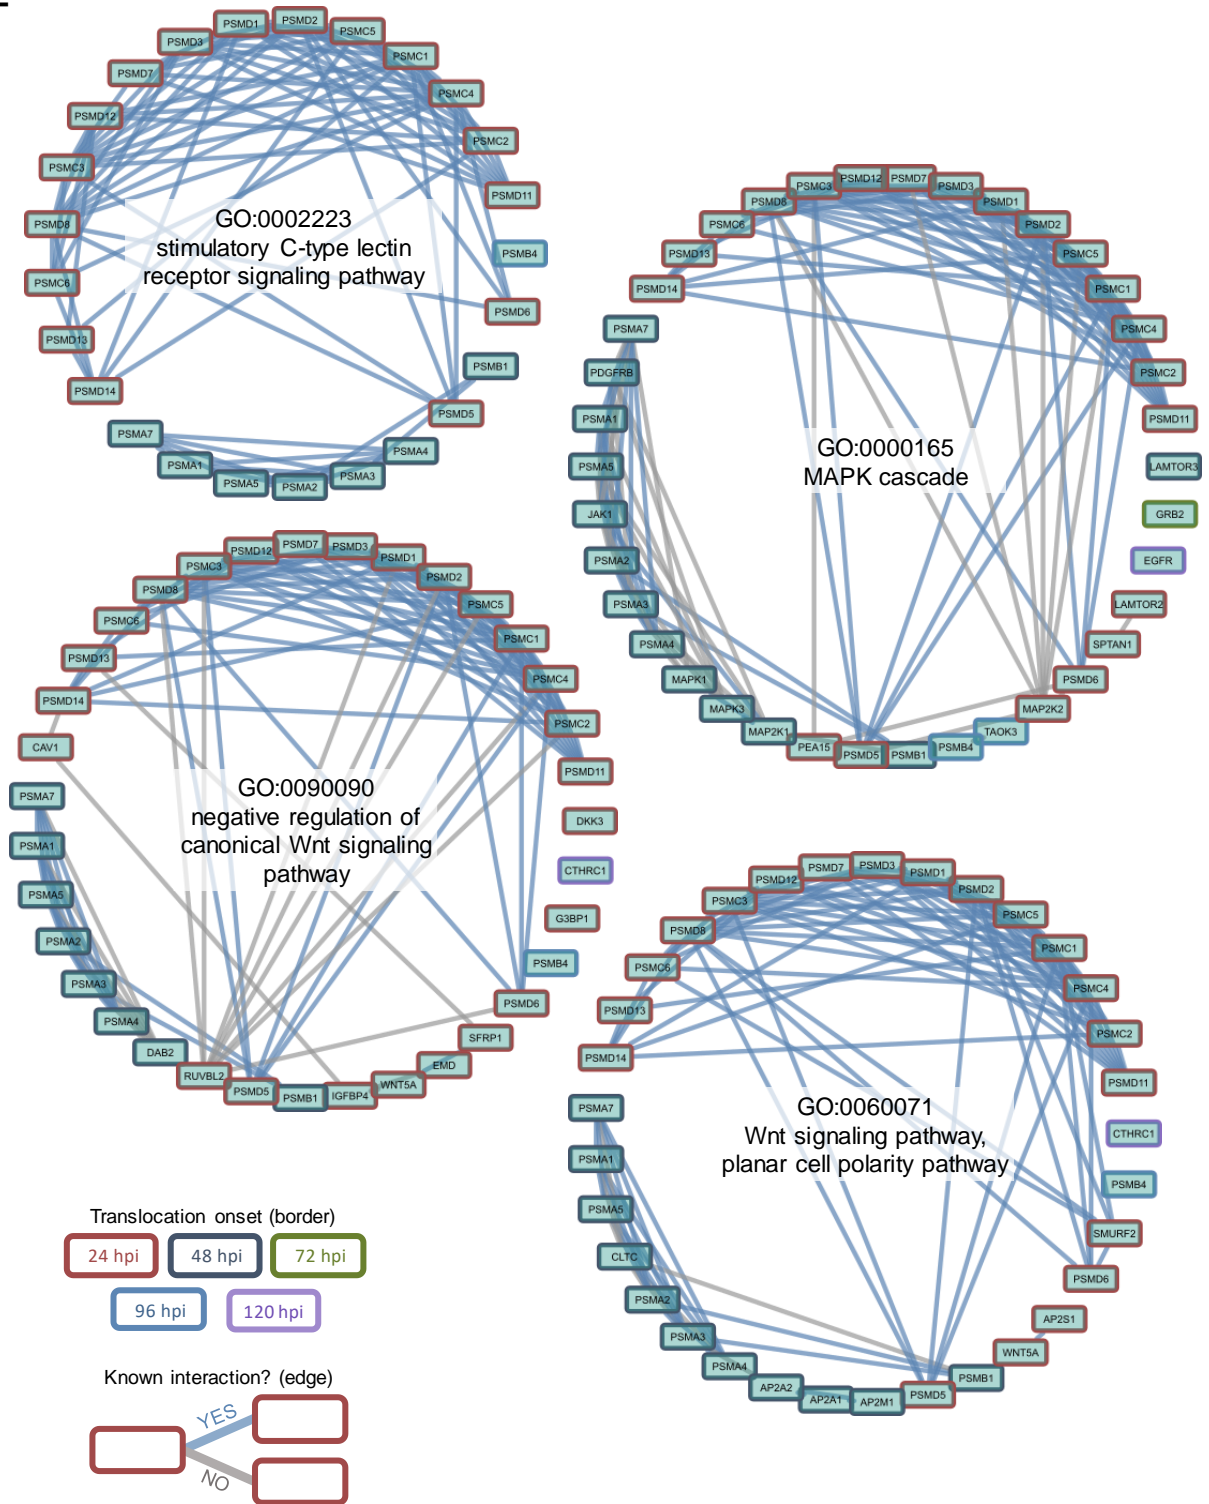 PSMD2
PSMD1
PSMC5
PSMD3
PSMC1
PSMD7
PSMC4
PSMD12
PSMC2
PSMC3
PSMD11
PSMD8
PSMB4
PSMC6
PSMD6
PSMD13
PSMB1
PSMD14
PSMD5
PSMA7
PSMA4
PSMA1
PSMA3
PSMA5
PSMA2
GO:0002223
stimulatory C-type lectin
receptor signaling pathway
PSMD12
PSMD7
PSMC3
PSMD3
PSMD8
PSMD1
PSMC6
PSMD2
PSMD13
PSMC5
PSMD14
PSMC1
PSMA7
PSMC4
PDGFRB
PSMC2
PSMA1
PSMD11
PSMA5
LAMTOR3
JAK1
GRB2
PSMA2
EGFR
PSMA3
LAMTOR2
PSMA4
SPTAN1
MAPK1
PSMD6
MAPK3
MAP2K2
MAP2K1
TAOK3
PEA15
PSMD5
PSMB1
PSMB4
GO:0000165
MAPK cascade
PSMD7
PSMD12
PSMD3
PSMC3
PSMD1
PSMD8
PSMD2
PSMC6
PSMC5
PSMD13
PSMC1
PSMD14
PSMC4
CAV1
PSMC2
PSMA7
PSMD11
PSMA1
DKK3
PSMA5
CTHRC1
PSMA2
G3BP1
PSMA3
PSMB4
PSMA4
PSMD6
DAB2
SFRP1
RUVBL2
EMD
PSMD5
WNT5A
PSMB1
IGFBP4
GO:0090090
negative regulation of
canonical Wnt signaling
pathway
PSMD3
PSMD7
PSMD1
PSMD12
PSMD2
PSMC3
PSMC5
PSMD8
PSMC1
PSMC6
PSMC4
PSMD13
PSMC2
PSMD14
PSMD11
PSMA7
CTHRC1
PSMA1
PSMB4
PSMA5
SMURF2
CLTC
PSMD6
PSMA2
AP2S1
PSMA3
WNT5A
PSMA4
PSMB1
AP2A2
PSMD5
AP2A1
AP2M1
GO:0060071
Wnt signaling pathway,
planar cell polarity pathway
Translocation onset (border)
24 hpi
48 hpi
72 hpi
96 hpi
120 hpi
Known interaction? (edge)
YES
NO